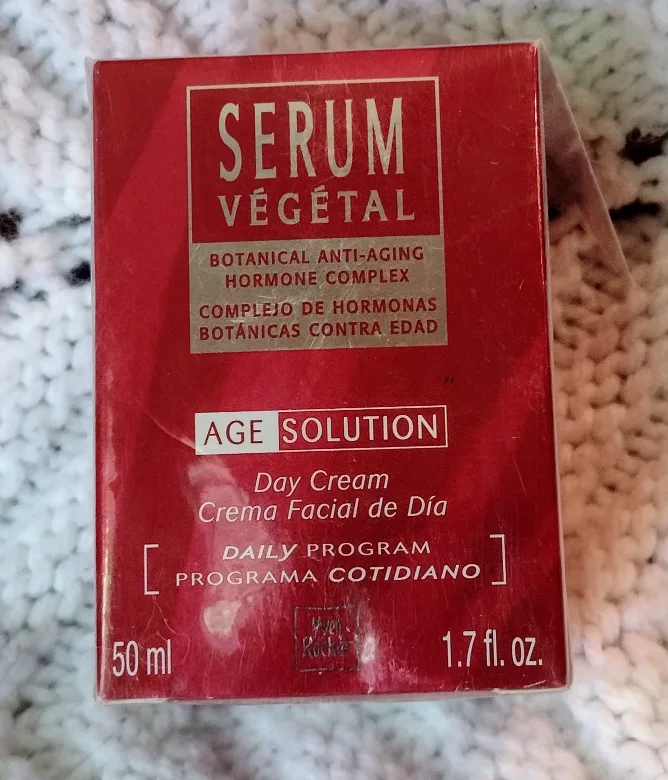 SERUM
VÉGÉTAL
BOTANICAL ANTI-AGING
HORMONE COMPLEX
COMPLEJO DE HORMONAS
BOTÁNICAS CONTRA EDAD
AGE SOLUTION
Day Cream
Crema Facial de Día
DAILY PROGRAM
PROGRAMA COTIDIANO
Yves
Rocher
50 ml 1.7 fl. oz.